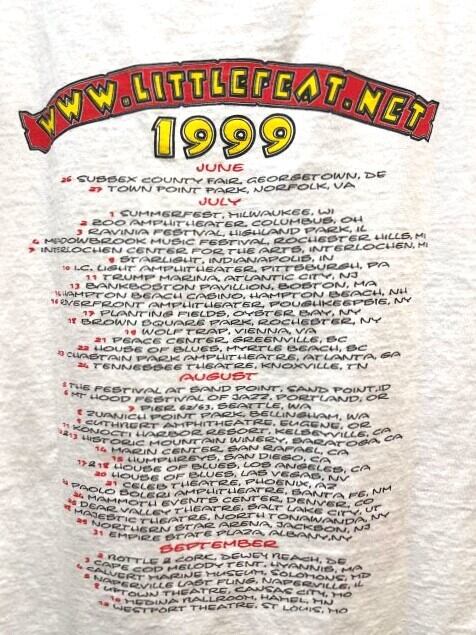 WWW.LITTLEFEAT.NET
1999
JUNE
26 SUSSEX COUNTY FAIR, GEORGETOWN, DE
27 TOWN POINT PARK, NORFOLK, VA
JULY
1 SUMMERFEST, MILWAUKEE, WI
2 ZOO AMPHITHEATER, COLUMBUS, OH
3 RAVINIA FESTIVAL, HIGHLAND PARK, IL
6 MEADOWBROOK MUSIC FESTIVAL, ROCHESTER HILLS, MI
7 INTERLOCHEN CENTER FOR THE ARTS, INTERLOCHEN, MI
9 STARLIGHT, INDIANAPOLIS, IN
10 I.C. LIGHT AMPHITHEATER, PITTSBURGH, PA
11 TRUMP MARINA, ATLANTIC CITY, NJ
13 BANKBOSTON PAVILLION, BOSTON, MA
HAMPTON BEACH CASINO, HAMPTON BEACH, NH
16 RIVERFRONT AMPHITHEATER, POUGHKEEPSIE, NY
17 PLANTING FIELDS, OYSTER BAY, NY
18 BROWN SQUARE PARK, ROCHESTER, NY
19 WOLF TRAP, VIENNA, VA
21 PEACE CENTER, GREENVILLE, SC
22 HOUSE OF BLUES, MYRTLE BEACH, SC
23 CHASTAIN PARK AMPHITHEATRE, ATLANTA, GA
24 TENNESSEE THEATRE, KNOXVILLE, TN
AUGUST
5 THE FESTIVAL AT SAND POINT, SAND POINT, ID
6 MT HOOD FESTIVAL OF JAZZ, PORTLAND, OR
7 PIER 62/63, SEATTLE, WA
8 ZUANICH POINT PARK, BELLINGHAM, WA
9 CUTHBERT AMPHITHEATRE, EUGENE, OR
11 KONOCTI HARBOR RESORT, KELSEYVILLE, CA
12&13 HISTORIC MOUNTAIN WINERY, SARATOGA, CA
14 MARIN CENTER, SAN RAFAEL, CA
15 HUMPHREYS, SAN DIEGO, CA
17&18 HOUSE OF BLUES, LOS ANGELES, CA
20 HOUSE OF BLUES, LAS VEGAS, NV
21 CELEB THEATRE, PHOENIX, AZ
PAOLO SOLERI AMPHITHEATRE, SANTA FE, NM
24 MAMMOTH EVENTS CENTER, DENVER, CO
DEAR VALLEY THEATRE, SALT LAKE CITY, UT
MAJESTIC THEATRE, NORTH TONAWANDA, NY
29 NORTHERN STAR ARENA, JACKSON, NJ
31 EMPIRE STATE PLAZA, ALBANY, NY
SEPTEMBER
2 BOTTLE & CORK, DEWEY BEACH, DE
3 CAPE COD MELODY TENT, HYANNIS, MA
4 CALVERT MARINE MUSEUM, SOLOMONS, MD
NAPERVILLE LAST FLING, NAPERVILLE, IL
8 UPTOWN THEATRE, KANSAS CITY, MO
MEDINA BALLROOM, HAMEL, MN
WESTPORT THEATRE, ST LOUIS, MO